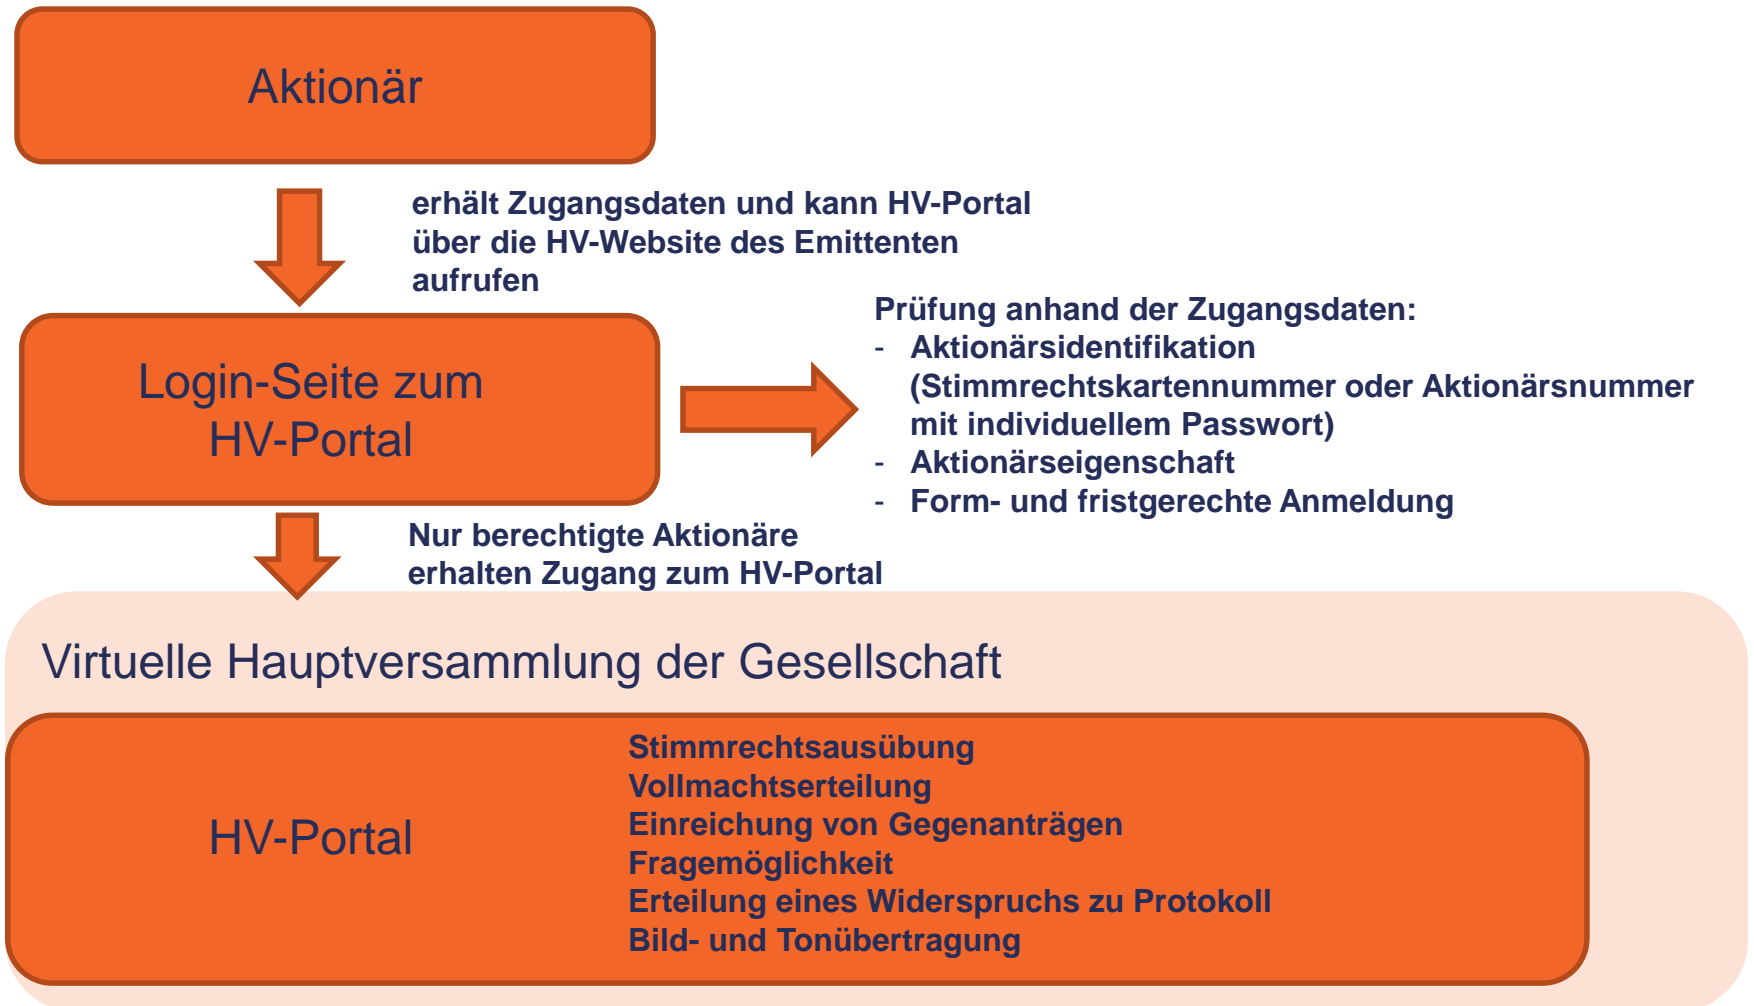 Aktionär
erhält Zugangsdaten und kann HV-Portal
über die HV-Website des Emittenten
aufrufen
Login-Seite zum
HV-Portal
Prüfung anhand der Zugangsdaten:
- Aktionärsidentifikation
(Stimmrechtskartennummer oder Aktionärsnummer
mit individuellem Passwort)
- Aktionärseigenschaft
- Form- und fristgerechte Anmeldung
Nur berechtigte Aktionäre
erhalten Zugang zum HV-Portal
Virtuelle Hauptversammlung der Gesellschaft
HV-Portal
Stimmrechtsausübung
Vollmachtserteilung
Einreichung von Gegenanträgen
Fragemöglichkeit
Erteilung eines Widerspruchs zu Protokoll
Bild- und Tonübertragung